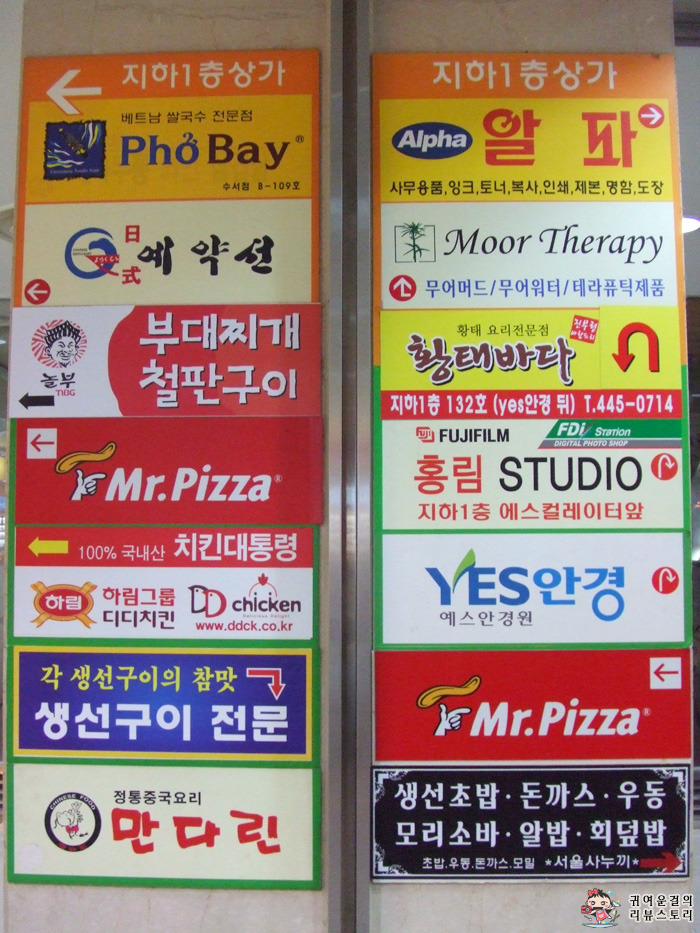 지하1층상가
베트남 쌀국수 전문점
Phở Bay®
수서점 B-109호
日式 예약선
부대찌개
철판구이
놀부
NBG
Mr.Pizza®
100% 국내산 치킨대통령
하림 하림그룹
디디치킨
DD chicken
www.ddck.co.kr
각 생선구이의 참맛
생선구이 전문
CHINESE FOOD
정통중국요리
만다린
지하1층상가
Alpha 알파
사무용품,잉크,토너,복사,인쇄,제본,명함,도장
Moor Therapy
무어머드/무어워터/테라퓨틱제품
황태 요리전문점
황태바다
지하1층 132호 (yes안경 뒤) T.445-0714
FUJIFILM FDi Station
DIGITAL PHOTO SHOP
홍림 STUDIO
지하1층 에스컬레이터앞
YES안경
예스안경원
Mr.Pizza®
생선초밥·돈까스·우동
모리소바·알밥·회덮밥
초밥.우동.돈까스.모밀 ★서울사누끼★
귀여운걸의
리뷰스토리